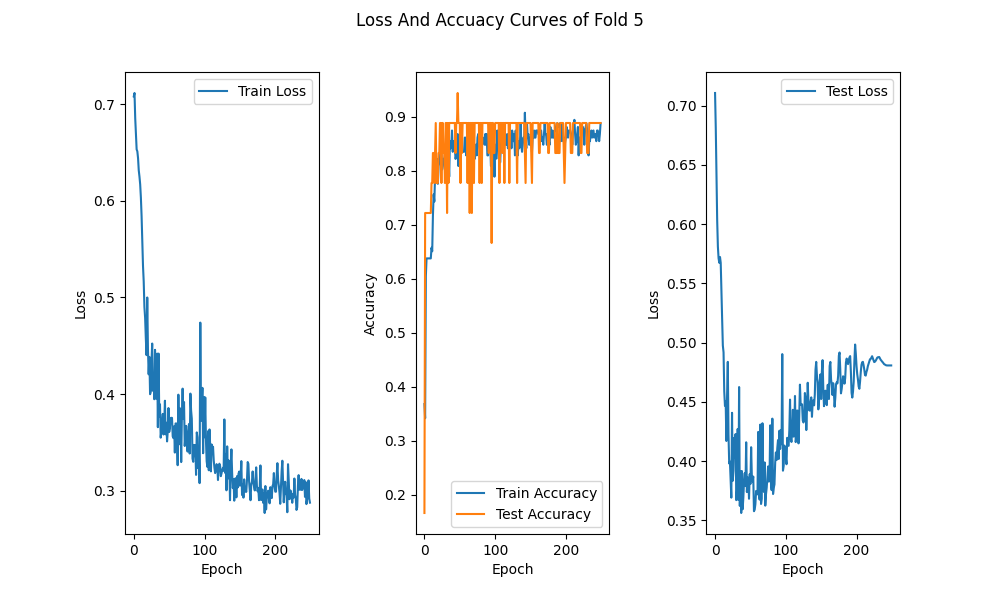 Loss And Accuacy Curves of Fold 5
Train Loss
0.7
0.6
0.5
0.4
0.3
Loss
0 100 200
Epoch
0.9
0.8
0.7
0.6
0.5
0.4
0.3
0.2
Accuracy
Train Accuracy
Test Accuracy
0 100 200
Epoch
Test Loss
0.70
0.65
0.60
0.55
0.50
0.45
0.40
0.35
Loss
0 100 200
Epoch